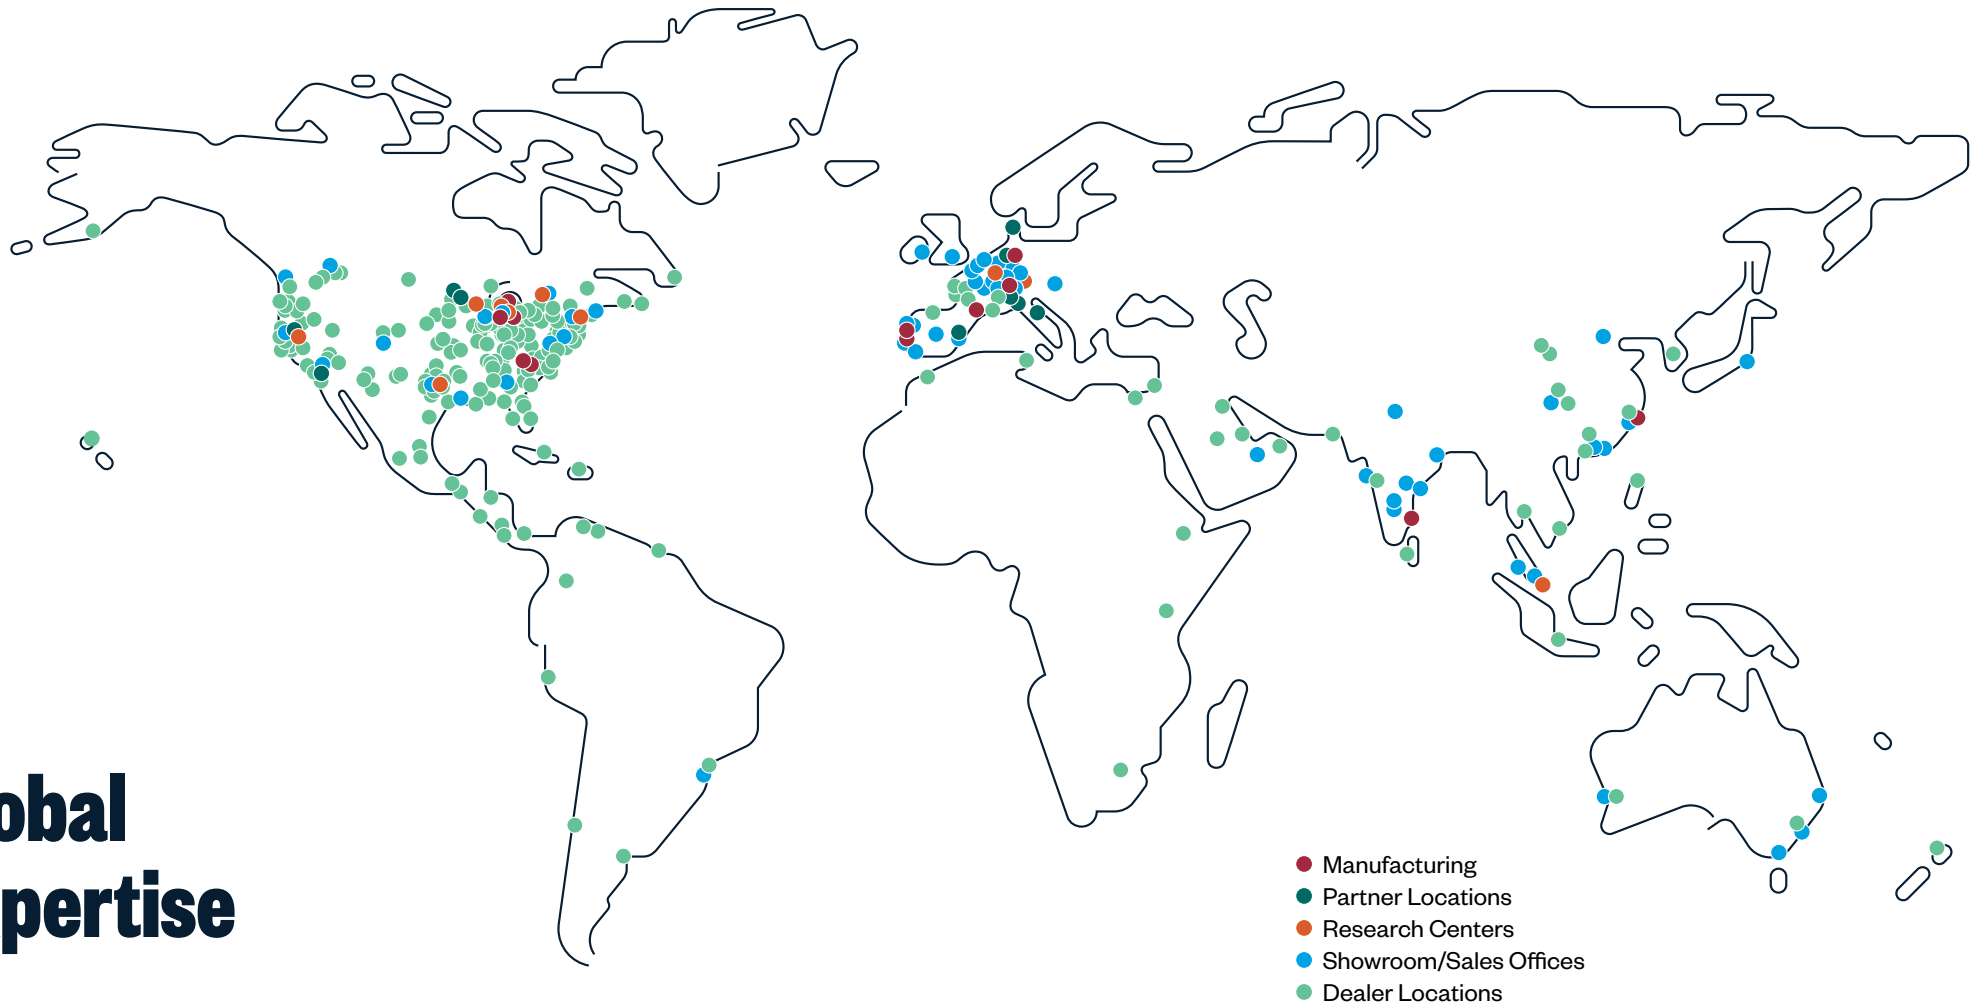 obal
pertise
Manufacturing
Partner Locations
Research Centers
Showroom/Sales Offices
Dealer Locations